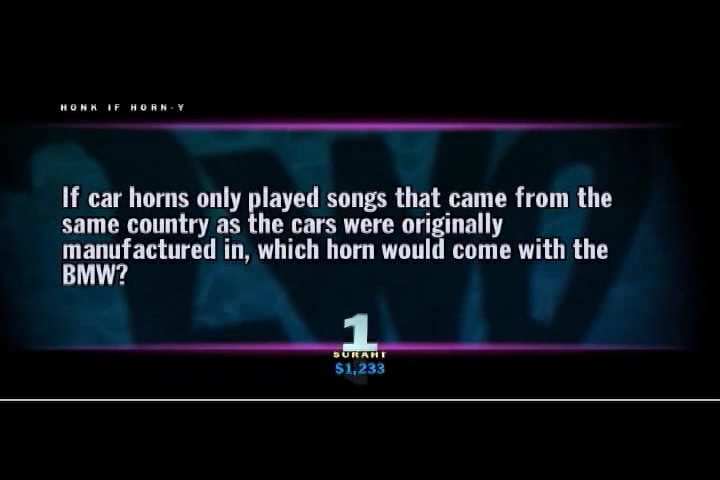 HONK IF HORN-Y
If car horns only played songs that came from the
same country as the cars were originally
manufactured in, which horn would come with the
BMW?
1
SURAHT
$1,233